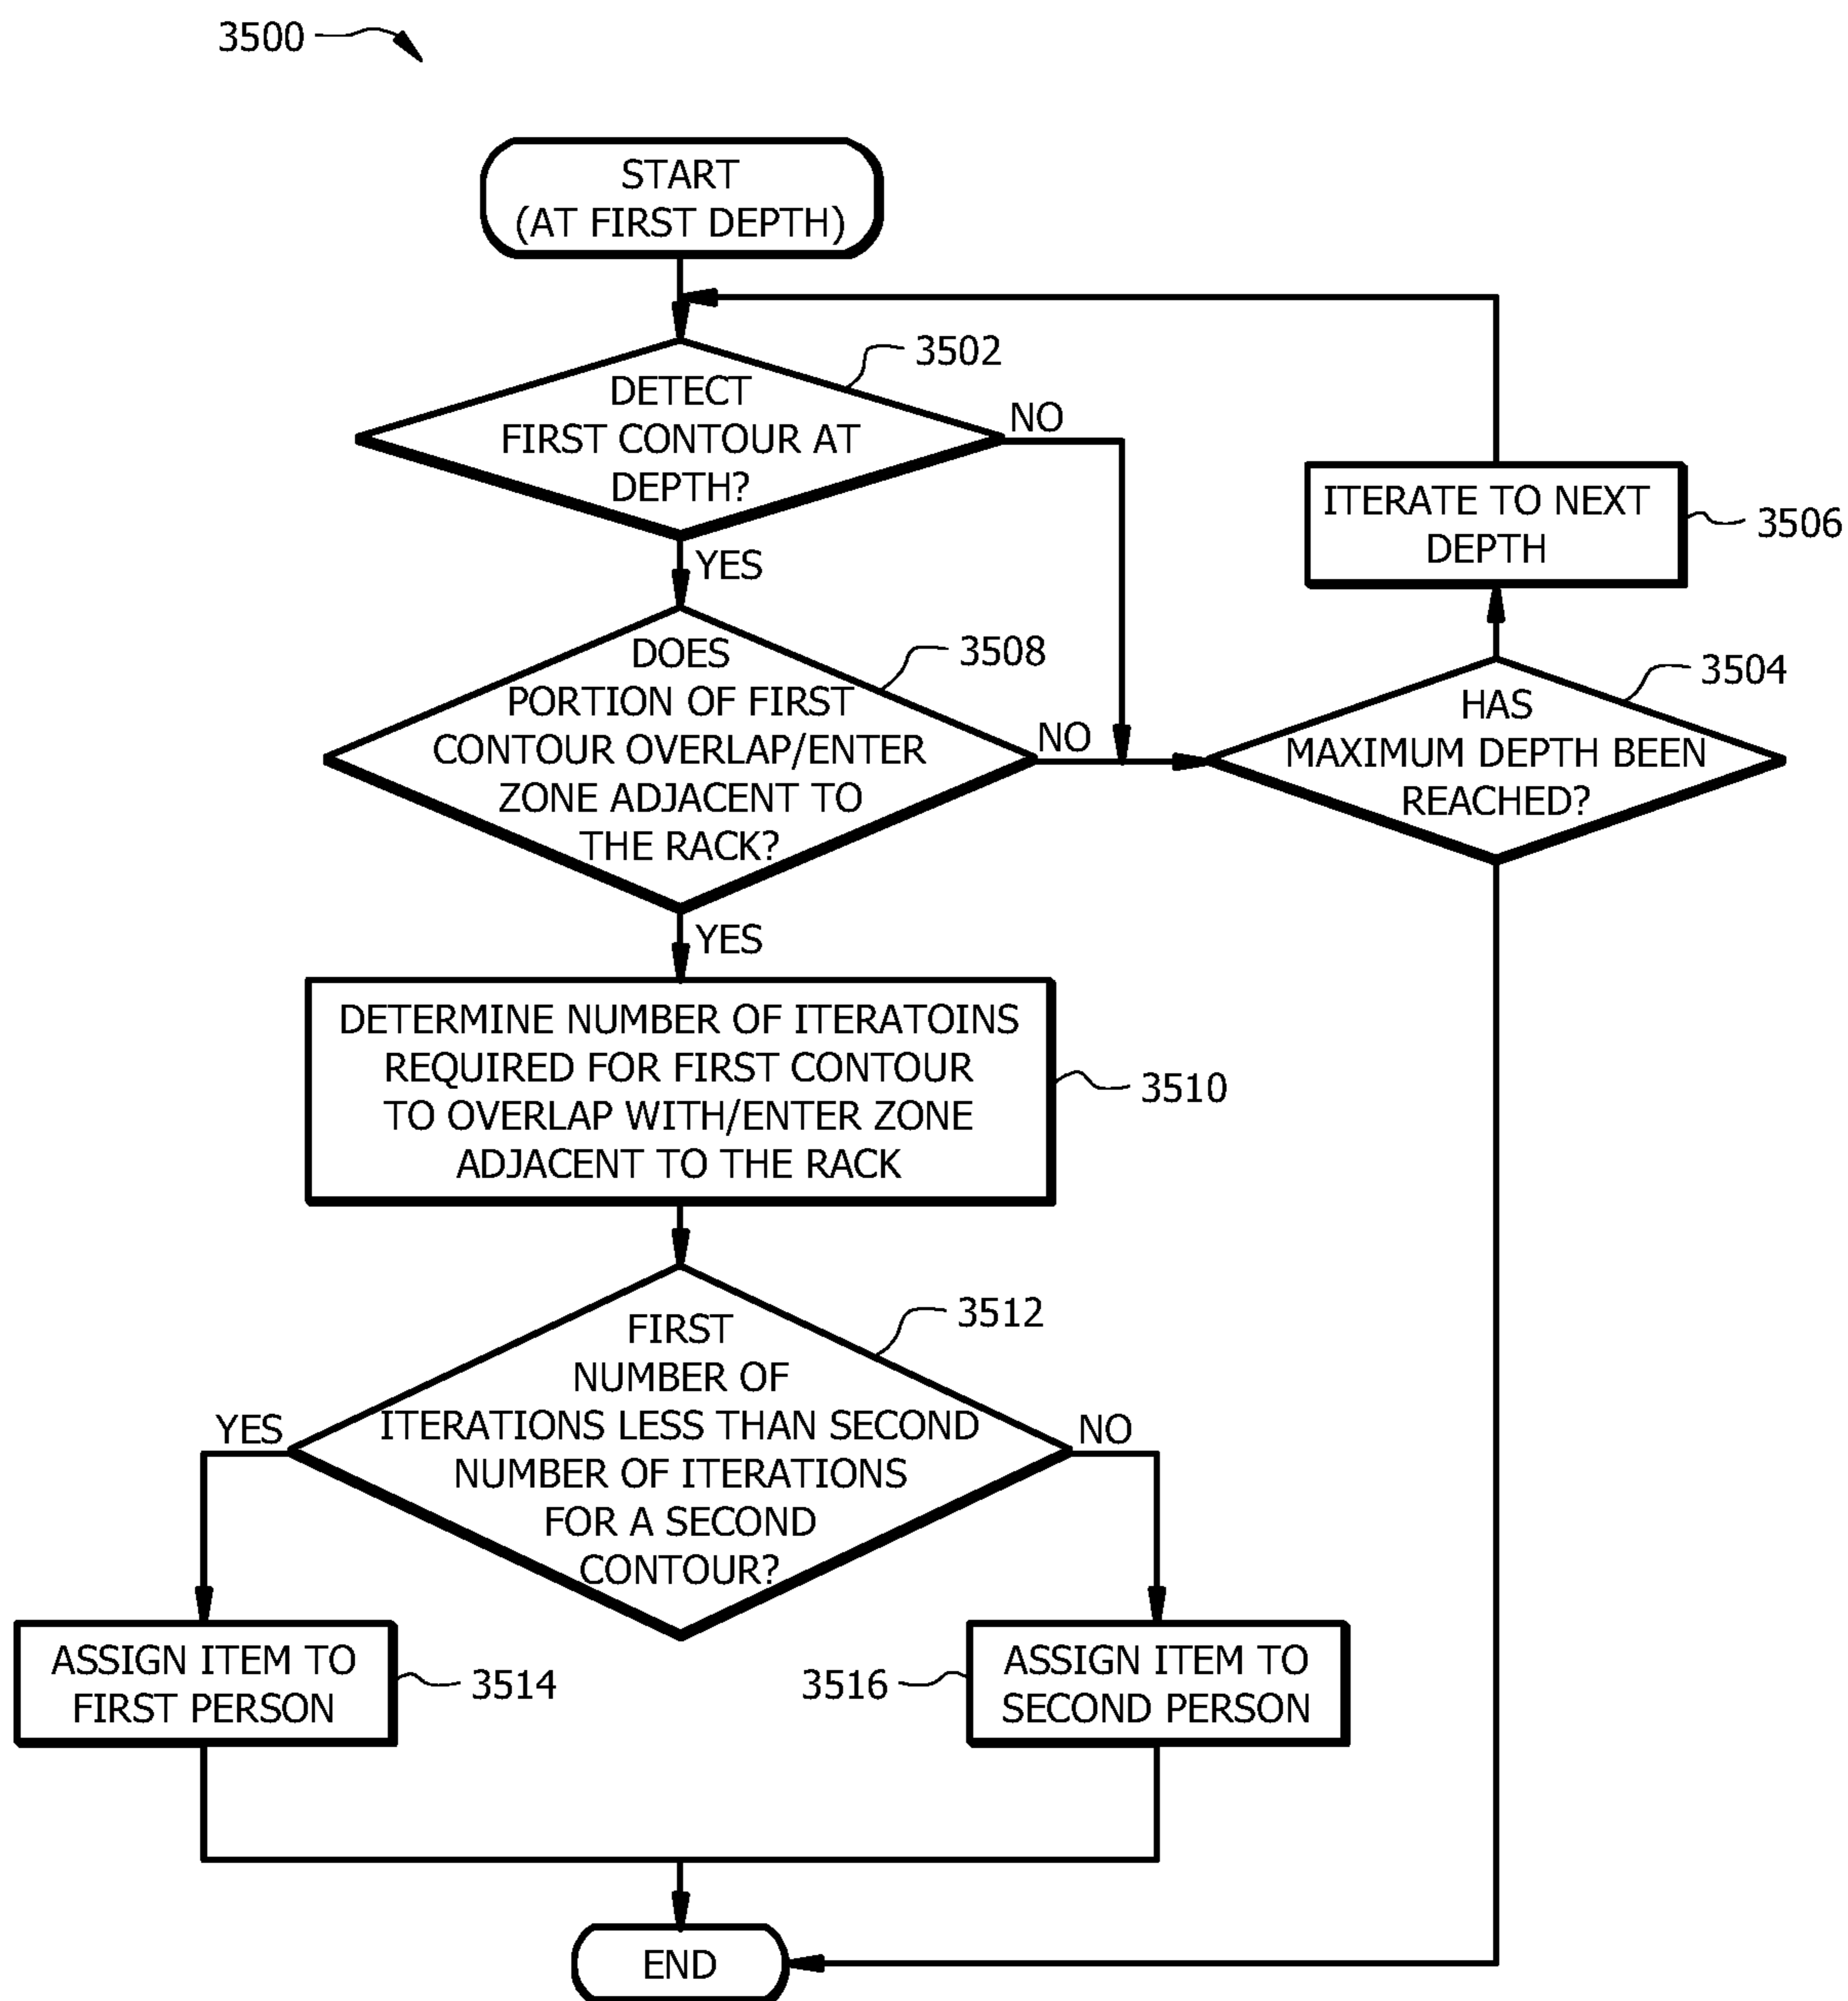 3500
START
(AT FIRST DEPTH)
3502
DETECT
FIRST CONTOUR AT
DEPTH?
NO
YES
ITERATE TO NEXT
DEPTH
3506
3508
DOES
PORTION OF FIRST
CONTOUR OVERLAP/ENTER
ZONE ADJACENT TO
THE RACK?
NO
YES
3504
HAS
MAXIMUM DEPTH BEEN
REACHED?
DETERMINE NUMBER OF ITERATOINS
REQUIRED FOR FIRST CONTOUR
TO OVERLAP WITH/ENTER ZONE
ADJACENT TO THE RACK
3510
3512
FIRST
NUMBER OF
ITERATIONS LESS THAN SECOND
NUMBER OF ITERATIONS
FOR A SECOND
CONTOUR?
YES
NO
ASSIGN ITEM TO
FIRST PERSON
3514
3516
ASSIGN ITEM TO
SECOND PERSON
END